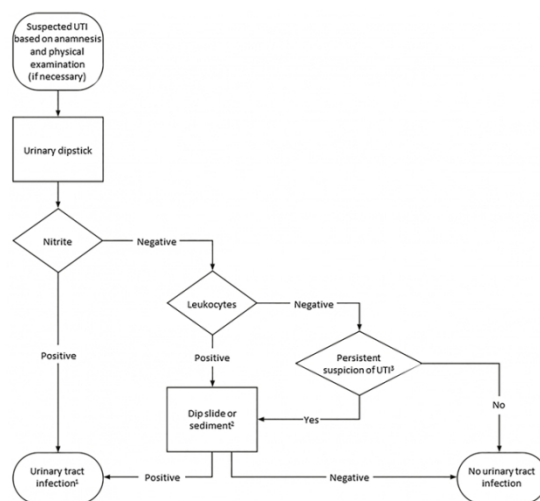 Suspected UTI
based on anamnesis
and physical
examination
(if necessary)
Urinary dipstick
Nitrite
Negative
Leukocytes
Negative
Positive
Positive
Persistent
suspicion of UTI³
Dip slide or
sediment²
Yes
No
Urinary tract
infection¹
Positive
Negative
No urinary tract
infection